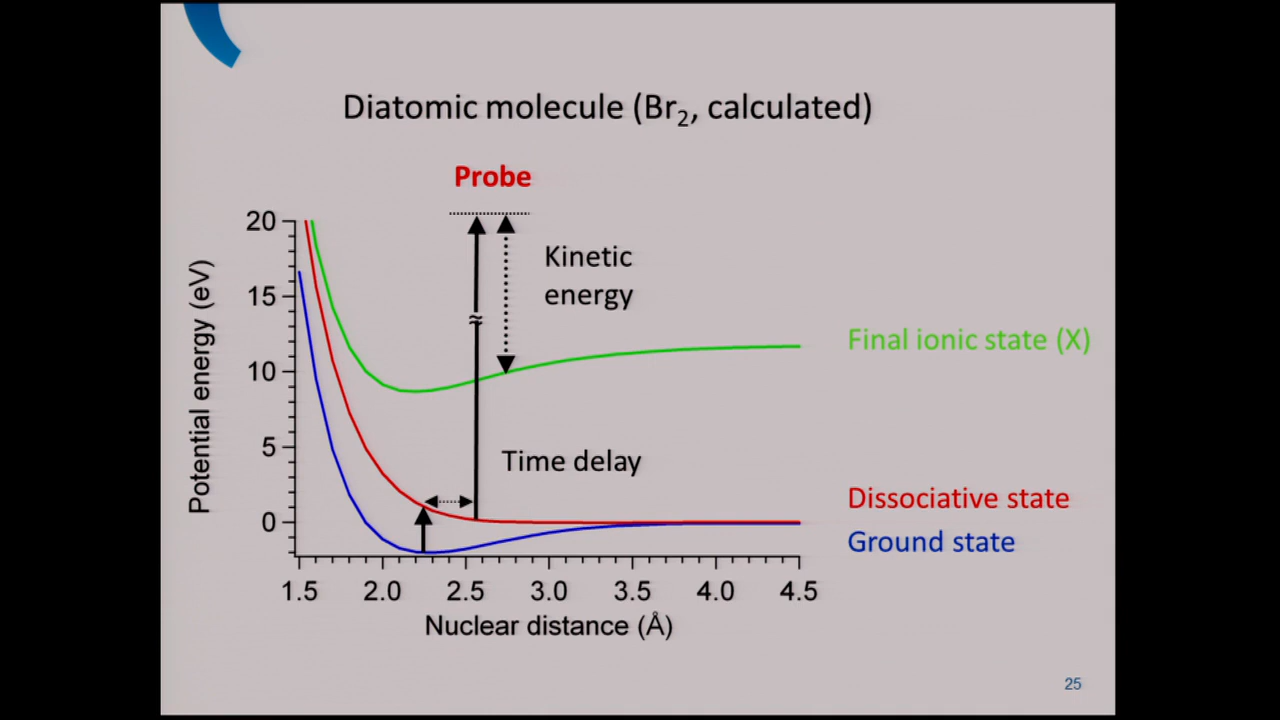 Diatomic molecule (Br₂, calculated)
Probe
Kinetic
energy
Time delay
Final ionic state (X)
Dissociative state
Ground state
Potential energy (eV)
20
15
10
5
0
1.5 2.0 2.5 3.0 3.5 4.0 4.5
Nuclear distance (Å)
25